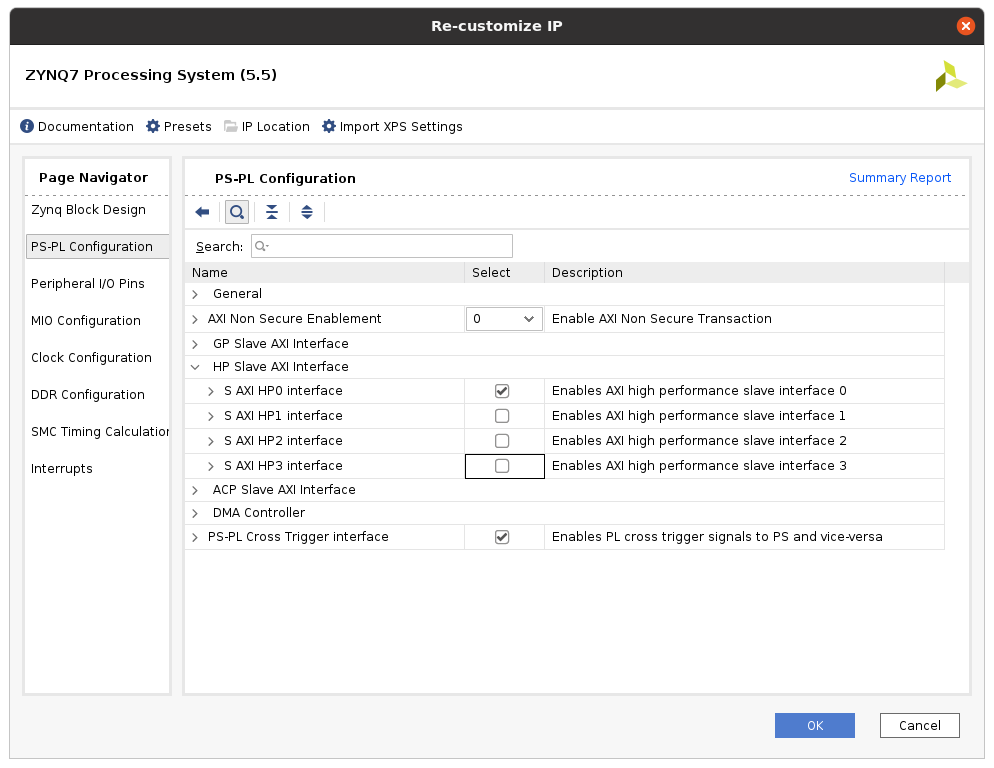 Re-customize IP
ZYNQ7 Processing System (5.5)
Documentation Presets IP Location Import XPS Settings
Page Navigator
Zynq Block Design
PS-PL Configuration
Peripheral I/O Pins
MIO Configuration
Clock Configuration
DDR Configuration
SMC Timing Calculation
Interrupts
PS-PL Configuration Summary Report
Search:
Name Select Description
General
AXI Non Secure Enablement 0 Enable AXI Non Secure Transaction
GP Slave AXI Interface
HP Slave AXI Interface
S AXI HP0 interface Enables AXI high performance slave interface 0
S AXI HP1 interface Enables AXI high performance slave interface 1
S AXI HP2 interface Enables AXI high performance slave interface 2
S AXI HP3 interface Enables AXI high performance slave interface 3
ACP Slave AXI Interface
DMA Controller
PS-PL Cross Trigger interface Enables PL cross trigger signals to PS and vice-versa
OK Cancel